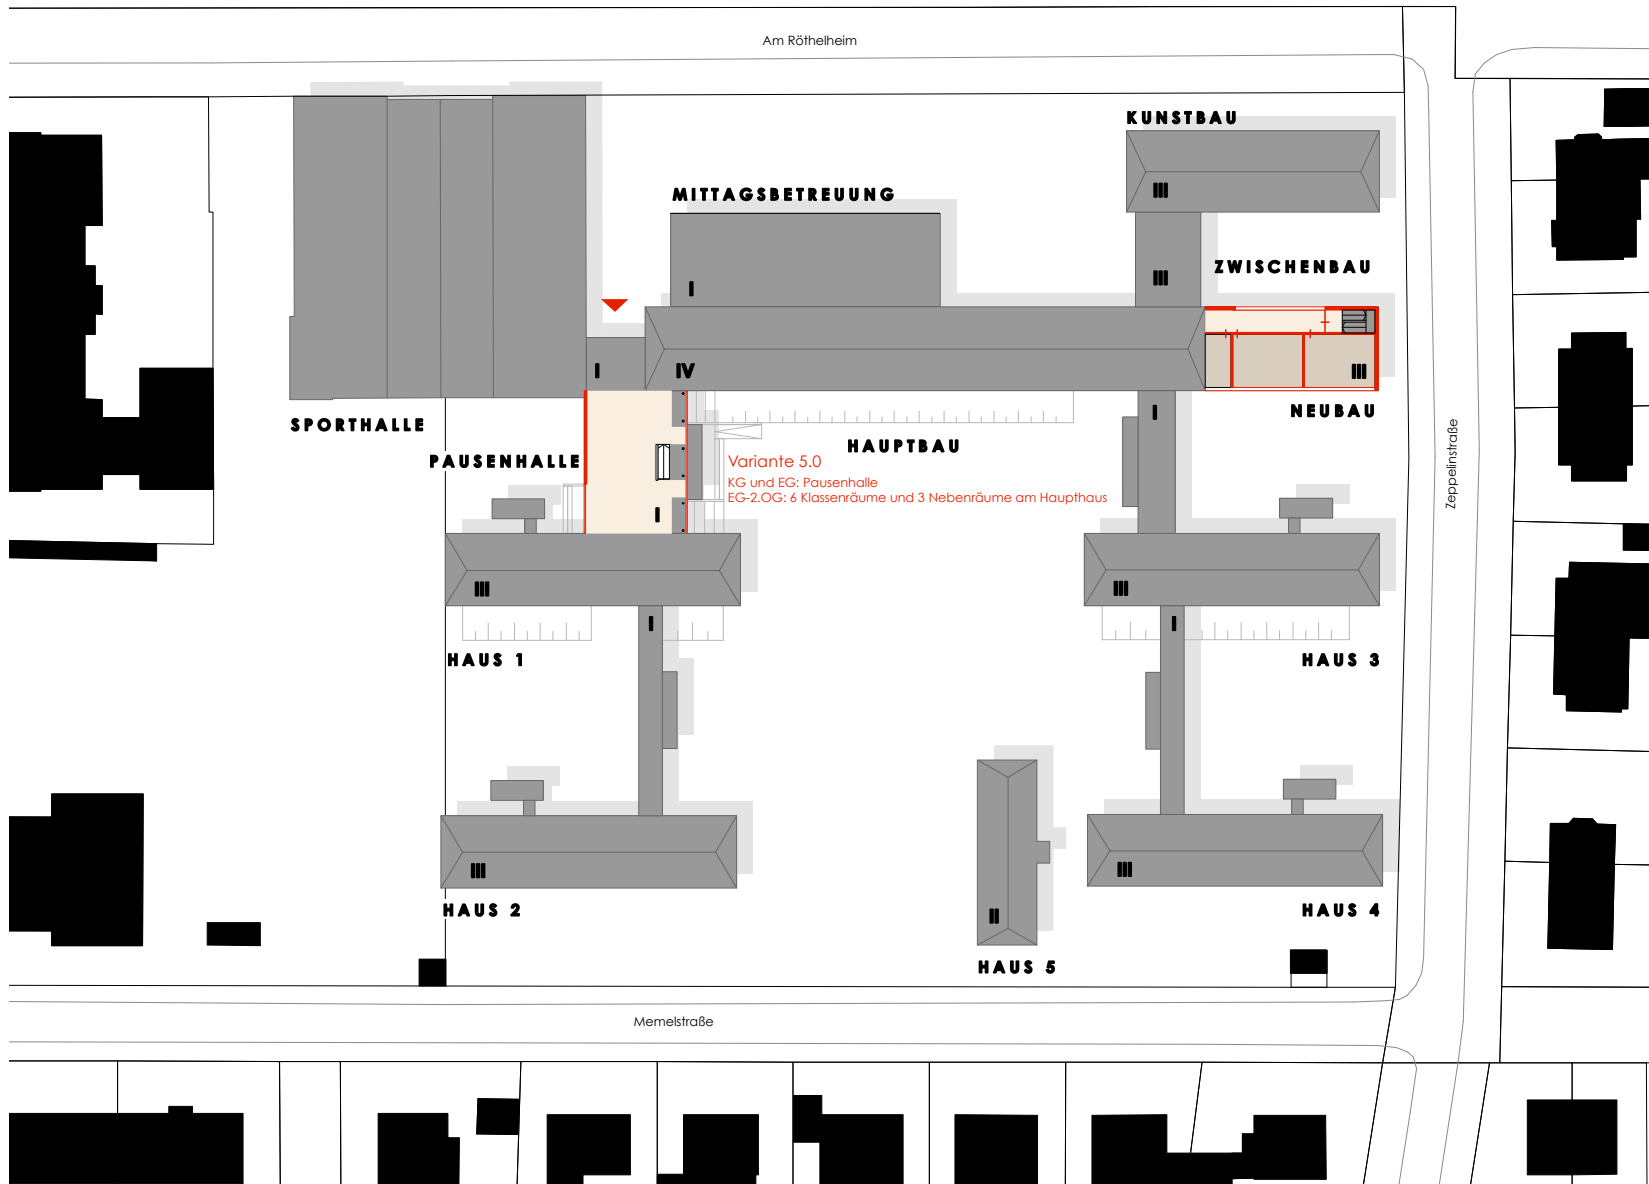 Am Röthelheim
KUNSTBAU
III
MITTAGSBETREUUNG
I
III
ZWISCHENBAU
I
IV
III
NEUBAU
I
SPORTHALLE
HAUPTBAU
PAUSENHALLE
Variante 5.0
KG und EG: Pausenhalle
EG-2.OG: 6 Klassenräume und 3 Nebenräume am Haupthaus
Zeppelinstraße
I
III
III
I
I
HAUS 1
HAUS 3
III
III
HAUS 2
II
HAUS 4
HAUS 5
Memelstraße